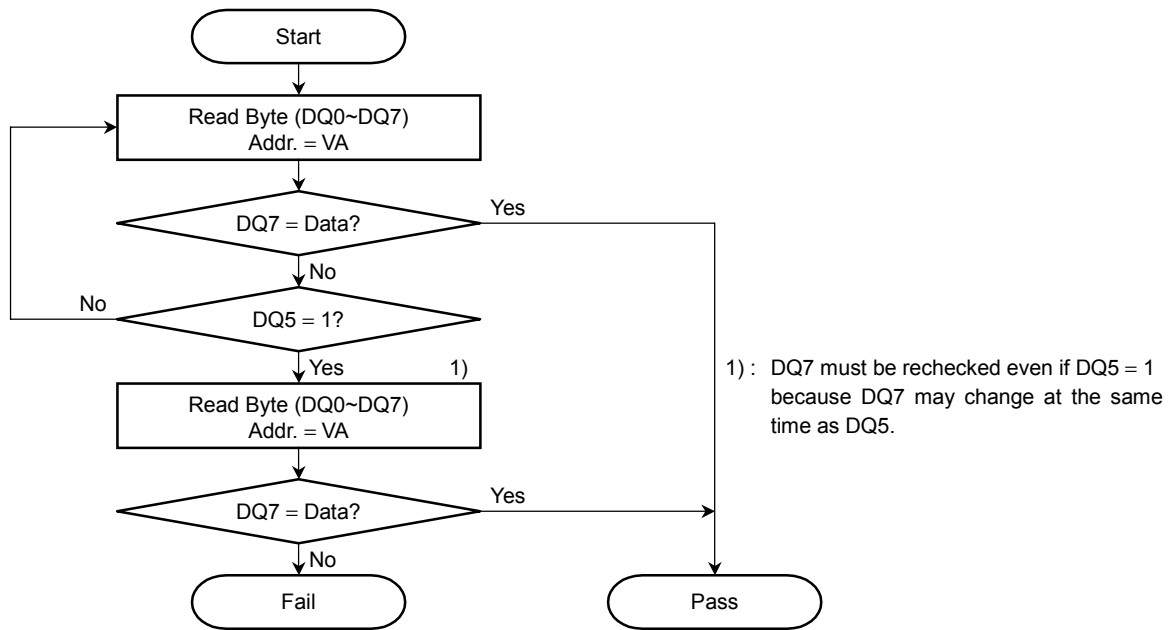 Start
Read Byte (DQ0~DQ7)
Addr. = VA
DQ7 = Data?
Yes
No
No
DQ5 = 1?
Yes
1)
Read Byte (DQ0~DQ7)
Addr. = VA
DQ7 = Data?
Yes
No
Fail
Pass
1) : DQ7 must be rechecked even if DQ5 = 1
because DQ7 may change at the same
time as DQ5.